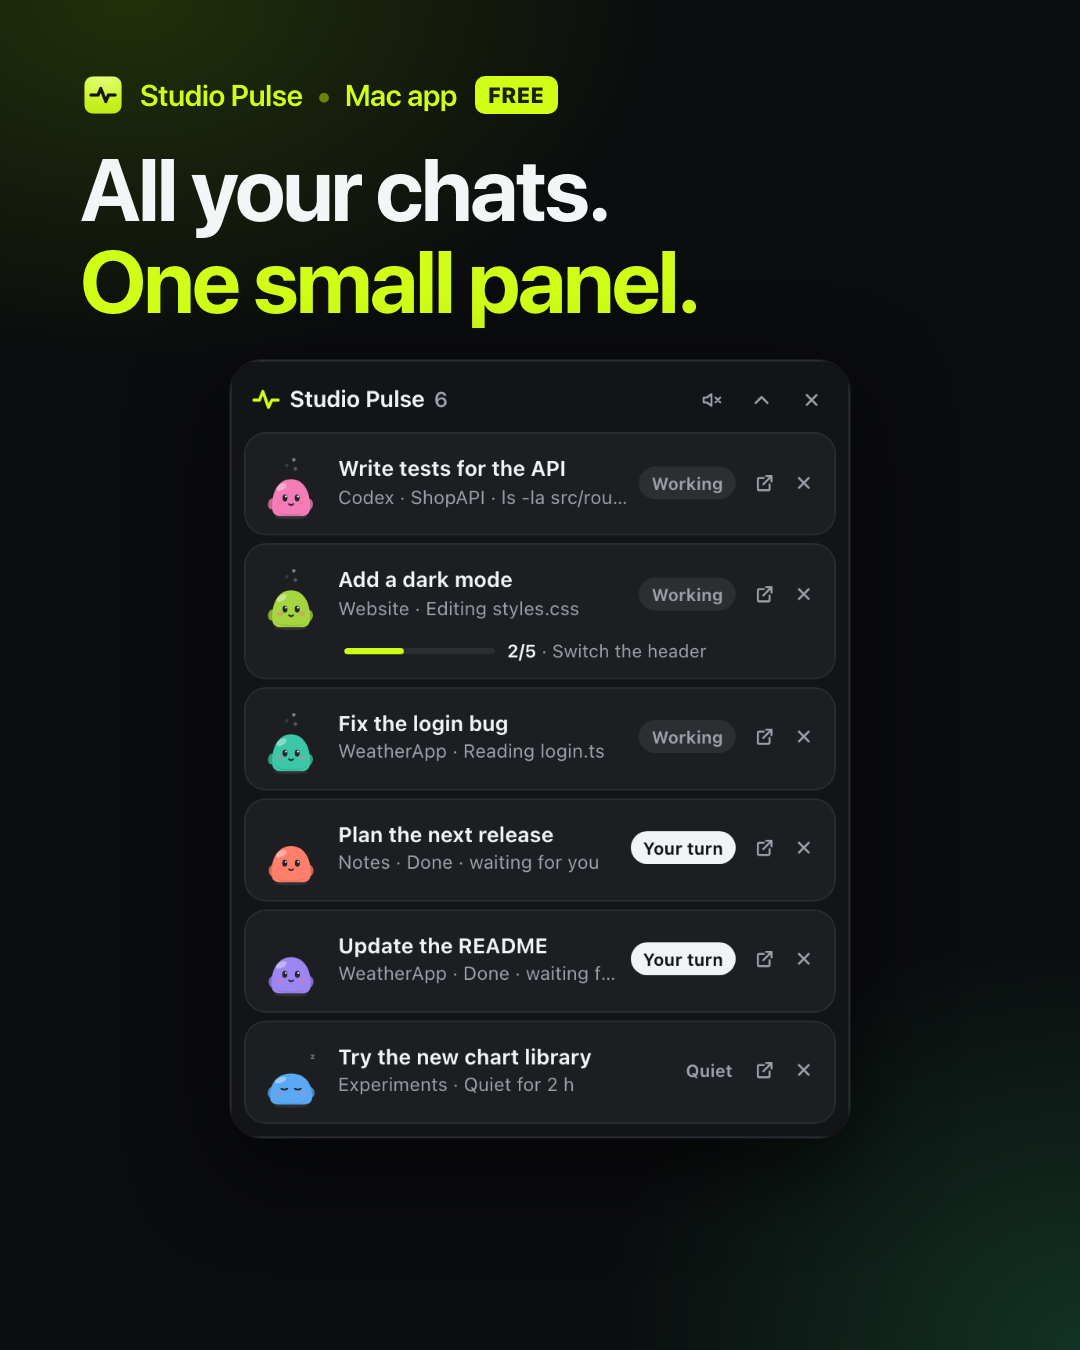 Studio Pulse • Mac app FREE
All your chats.
One small panel.
Studio Pulse 6
Write tests for the API
Codex · ShopAPI · ls -la src/rou...
Working
Add a dark mode
Website · Editing styles.css
Working
2/5 · Switch the header
Fix the login bug
WeatherApp · Reading login.ts
Working
Plan the next release
Notes · Done · waiting for you
Your turn
Update the README
WeatherApp · Done · waiting f...
Your turn
z
Try the new chart library
Experiments · Quiet for 2 h
Quiet